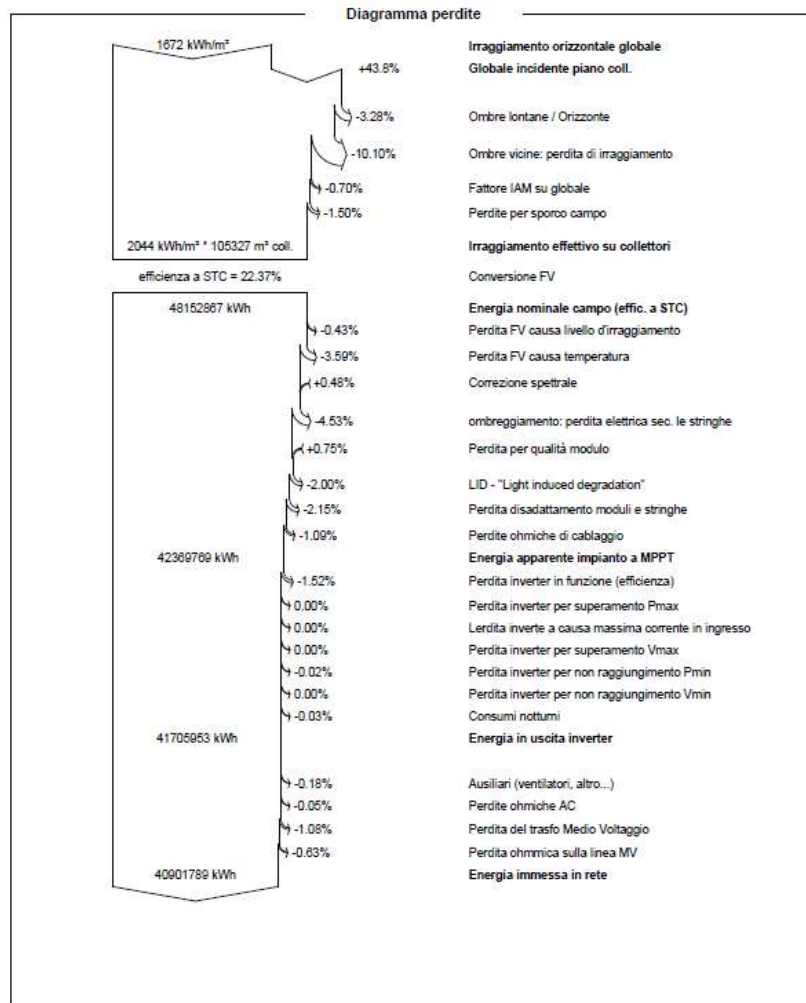 Diagramma perdite
1672 kWh/m² Irraggiamento orizzontale globale
+43.8% Globale incidente piano coll.
-3.28% Ombre lontane / Orizzonte
-10.10% Ombre vicine: perdita di irraggiamento
-0.70% Fattore IAM su globale
-1.50% Perdite per sporco campo
2044 kWh/m² * 105327 m² coll. Irraggiamento effettivo su collettori
efficienza a STC = 22.37% Conversione FV
48152867 kWh Energia nominale campo (effic. a STC)
-0.43% Perdita FV causa livello d'irraggiamento
-3.59% Perdita FV causa temperatura
+0.48% Correzione spettrale
-4.53% ombreggiamento: perdita elettrica sec. le stringhe
+0.75% Perdita per qualità modulo
-2.00% LID - "Light induced degradation"
-2.15% Perdita disadattamento moduli e stringhe
-1.09% Perdite ohmiche di cablaggio
42369769 kWh Energia apparente impianto a MPPT
-1.52% Perdita inverter in funzione (efficienza)
0.00% Perdita inverter per superamento Pmax
0.00% Lerdita inverte a causa massima corrente in ingresso
0.00% Perdita inverter per superamento Vmax
-0.02% Perdita inverter per non raggiungimento Pmin
0.00% Perdita inverter per non raggiungimento Vmin
-0.03% Consumi notturni
41705953 kWh Energia in uscita inverter
-0.18% Ausiliari (ventilatori, altro...)
-0.05% Perdite ohmiche AC
-1.08% Perdita del trasfo Medio Voltaggio
-0.63% Perdita ohmmica sulla linea MV
40901789 kWh Energia immessa in rete